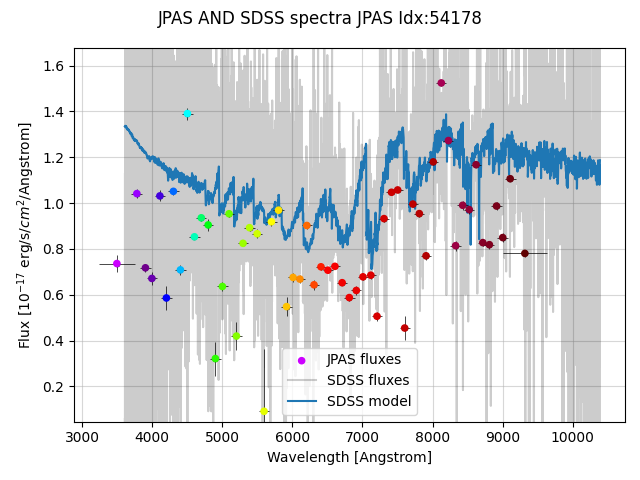 JPAS AND SDSS spectra JPAS Idx:54178
Flux [10⁻¹⁷ erg/s/cm²/Angstrom]
1.6
1.4
1.2
1.0
0.8
0.6
0.4
0.2
JPAS fluxes
SDSS fluxes
SDSS model
3000 4000 5000 6000 7000 8000 9000 10000
Wavelength [Angstrom]